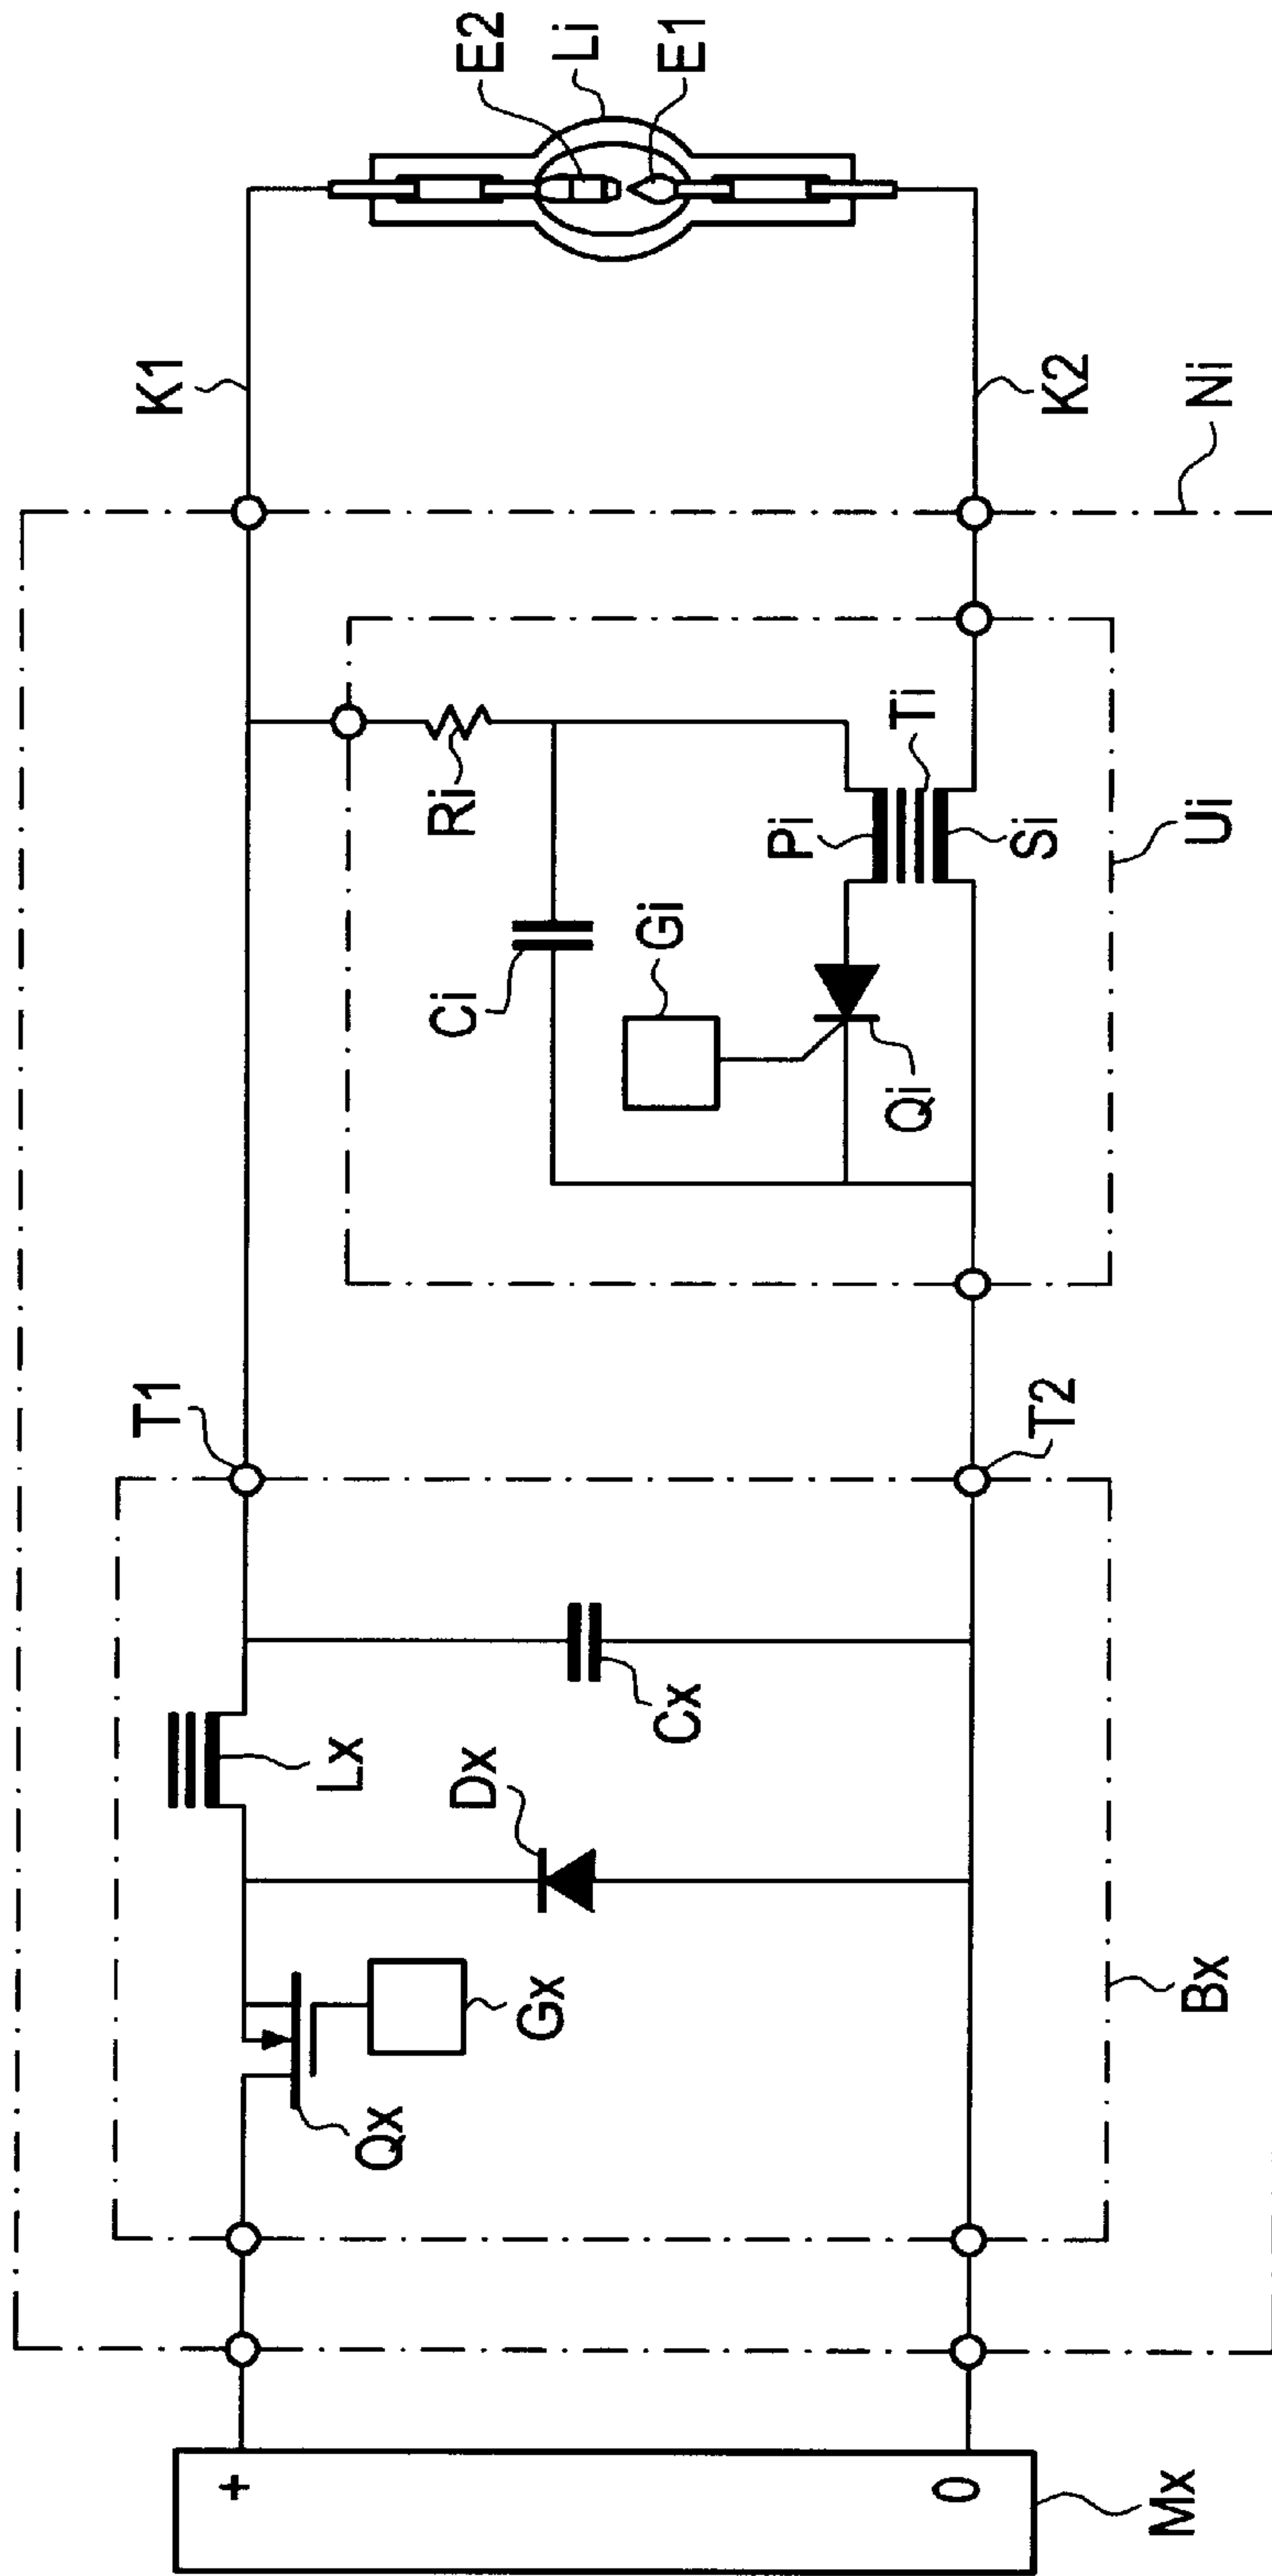 K1
E2
Li
E1
K2
Ni
T1
Ri
Ci
Gi
Pi
Ti
Si
Qi
Ui
T2
Lx
Dx
Cx
Qx
Gx
Bx
+
0
Mx